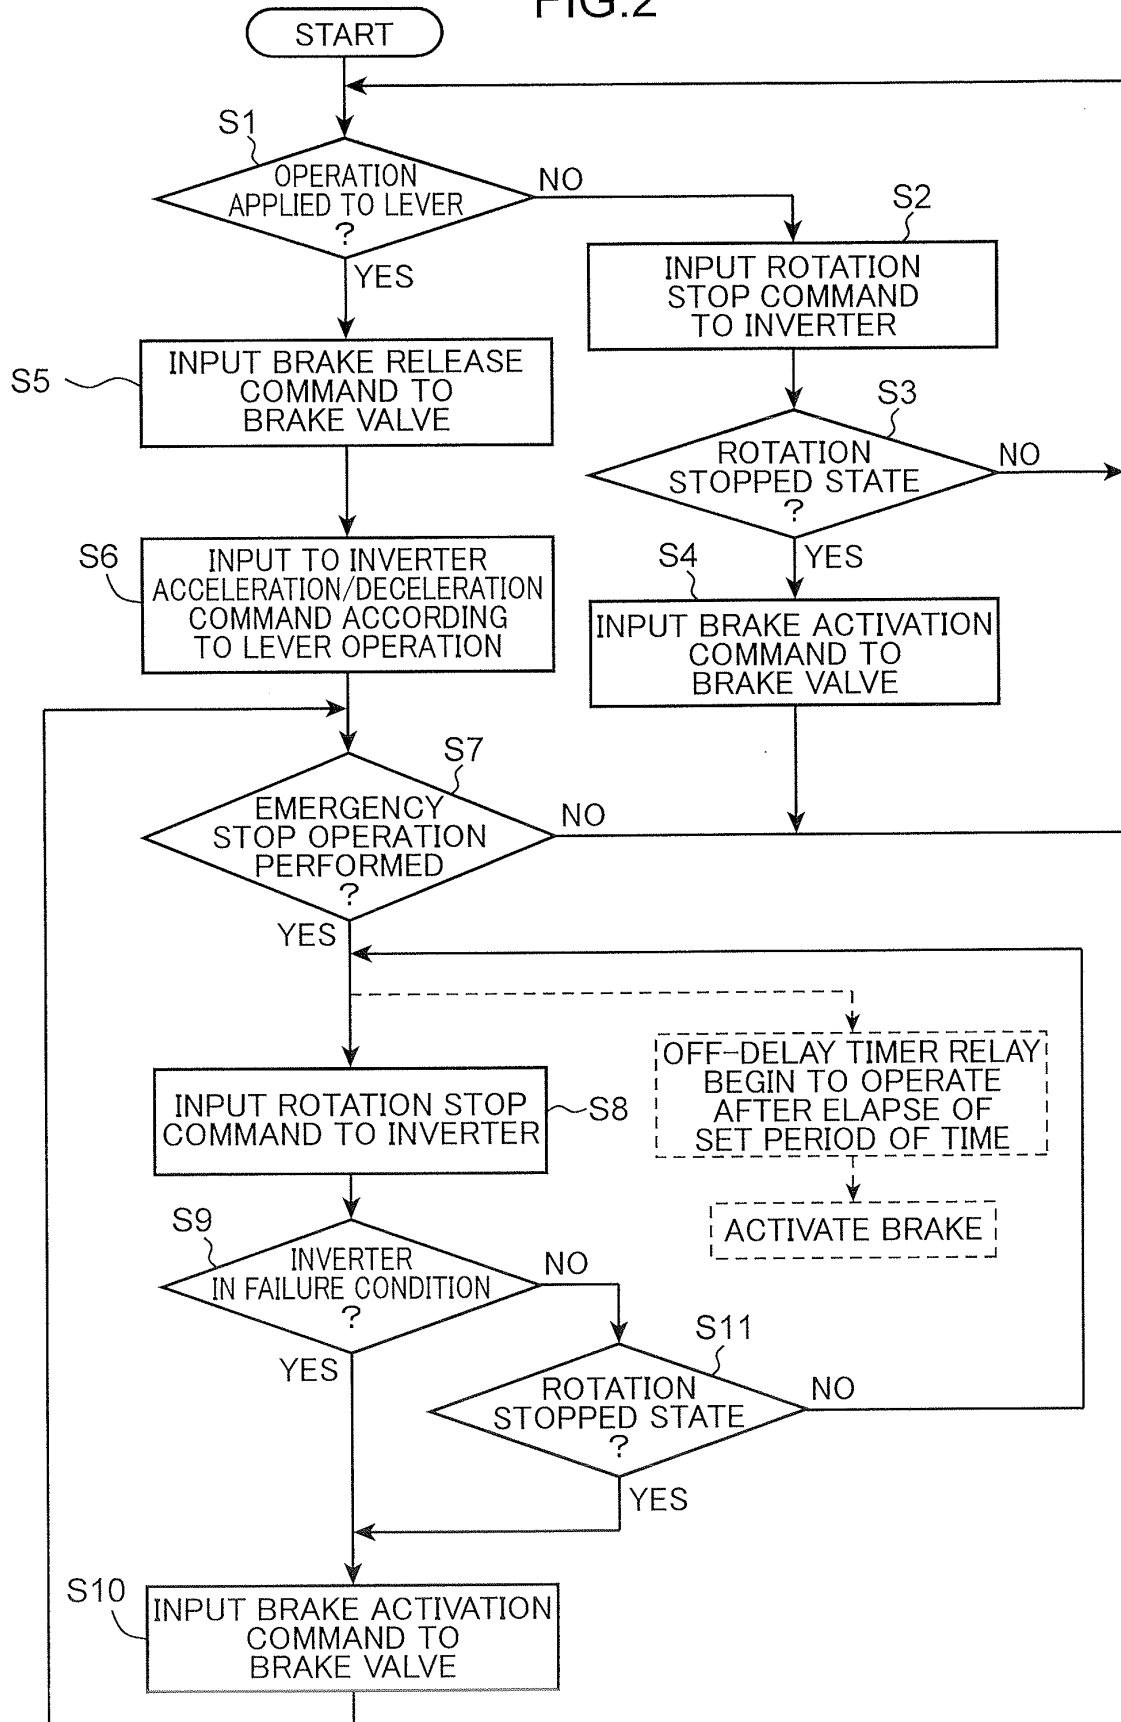 FIG.2
START
S1
OPERATION
APPLIED TO LEVER
?
NO
YES
S2
INPUT ROTATION
STOP COMMAND
TO INVERTER
S3
ROTATION
STOPPED STATE
?
NO
YES
S4
INPUT BRAKE ACTIVATION
COMMAND TO
BRAKE VALVE
S5
INPUT BRAKE RELEASE
COMMAND TO
BRAKE VALVE
S6
INPUT TO INVERTER
ACCELERATION/DECELERATION
COMMAND ACCORDING
TO LEVER OPERATION
S7
EMERGENCY
STOP OPERATION
PERFORMED
?
NO
YES
OFF-DELAY TIMER RELAY
BEGIN TO OPERATE
AFTER ELAPSE OF
SET PERIOD OF TIME
ACTIVATE BRAKE
INPUT ROTATION STOP
COMMAND TO INVERTER
S8
S9
INVERTER
IN FAILURE CONDITION
?
NO
YES
S11
ROTATION
STOPPED STATE
?
NO
YES
S10
INPUT BRAKE ACTIVATION
COMMAND TO
BRAKE VALVE